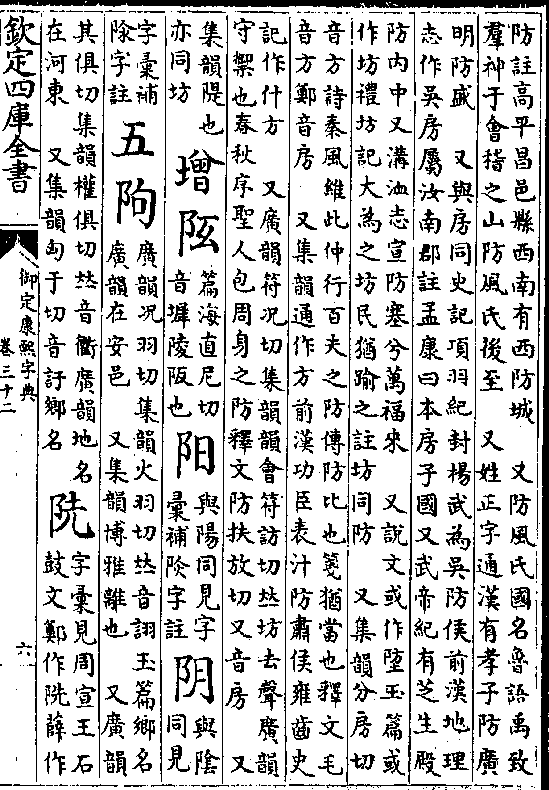 防註高平昌邑縣西南有西防城　又防風氏國名魯語禹致
羣神于會稽之山防風氏後至　又姓正字通漢有孝子防廣
明防盛　又與房同史記項羽紀封楊武為吳防侯前漢地理
志作吳房屬汝南郡註孟康曰本房子國又武帝紀有芝生殿
防內中又溝洫志宣防塞兮萬福來　又說文或作堕玉篇或
作坊禮坊記大為之坊民猶踰之註坊同防　又集韻分房切
音方詩秦風維此仲行百夫之防傳防比也箋猶當也釋文毛
音方鄭音房　又集韻通作方前漢功臣表汁防肅侯雍齒史
記作什方　又廣韻符况切集韻韻會符訪切𠀤坊去聲廣韻
守禦也春秋序聖人包周身之防釋文防扶放切又音房　又
集韻隄也
亦同坊
增
䧑
篇海直尼切
音墀陵阪也
阳
與陽同見字
彙補陰字註
阴
與陰
同見
字彙補
陰字註
五
䧁
廣韻况羽切集韻火羽切𠀤音詡玉篇鄉名
廣韻在安邑　又集韻博雅離也　又廣韻
其俱切集韻權俱切𠀤音衢廣韻地名
在河東　又集韻匈于切音訏鄉名
阠
字彙見周宣王石
鼓文鄭作阠薛作
欽定四庫全書
御定康熙字典
卷三十二
六